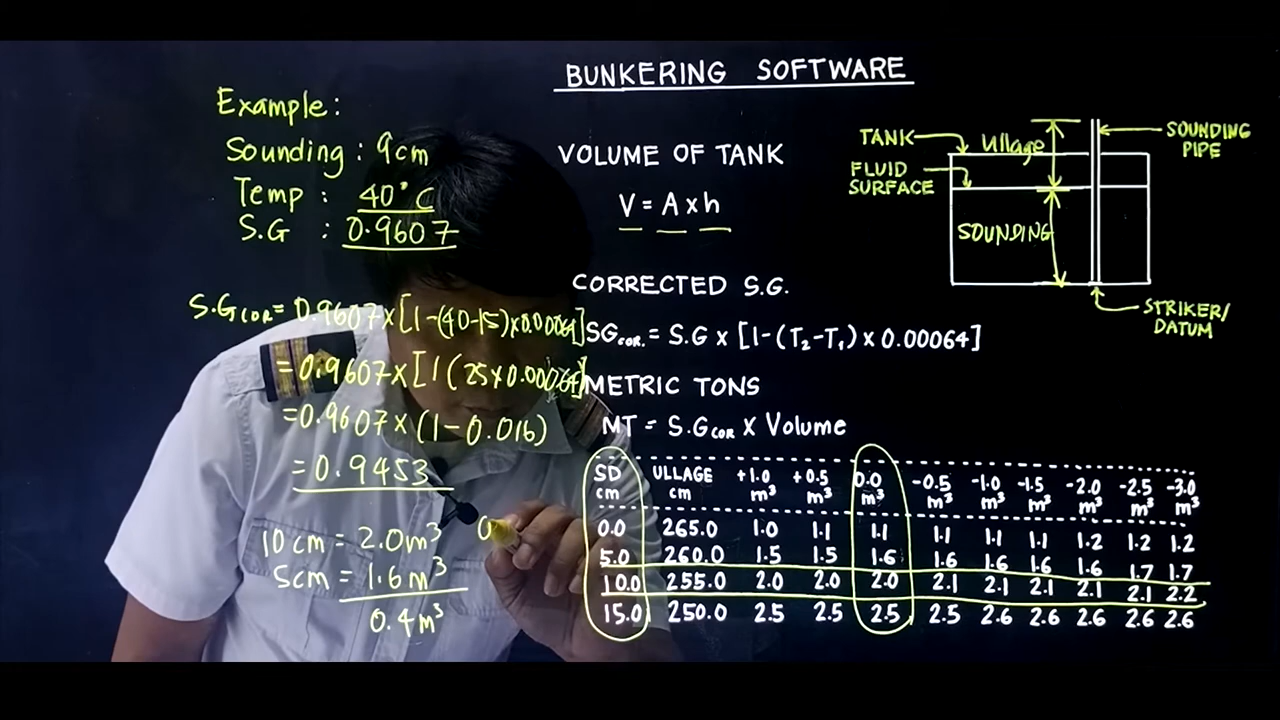 BUNKERING SOFTWARE
Example:
Sounding: 9cm
Temp : 40°C
S.G : 0.9607
S.G COR= 0.9607x[1-(40-15)x0.00064]
=0.9607x[1(25x0.00064]
=0.9607x(1-0.016)
=0.9453
10cm = 2.0m³
5cm = 1.6m³
0.4m³
0
VOLUME OF TANK
V = A x h
CORRECTED S.G.
SG COR. = S.G x [1-(T2-T1) x 0.00064]
METRIC TONS
MT = S.G COR x Volume
TANK
Ullage
SOUNDING
PIPE
FLUID
SURFACE
SOUNDING
STRIKER/
DATUM
SD ULLAGE +1.0 +0.5 0.0 -0.5 -1.0 -1.5 -2.0 -2.5 -3.0
cm cm m³ m³ m³ m³ m³ m³ m³ m³ m³
0.0 265.0 1.0 1.1 1.1 1.1 1.1 1.1 1.2 1.2 1.2
5.0 260.0 1.5 1.5 1.6 1.6 1.6 1.6 1.6 1.7 1.7
10.0 255.0 2.0 2.0 2.0 2.1 2.1 2.1 2.1 2.1 2.2
15.0 250.0 2.5 2.5 2.5 2.5 2.6 2.6 2.6 2.6 2.6